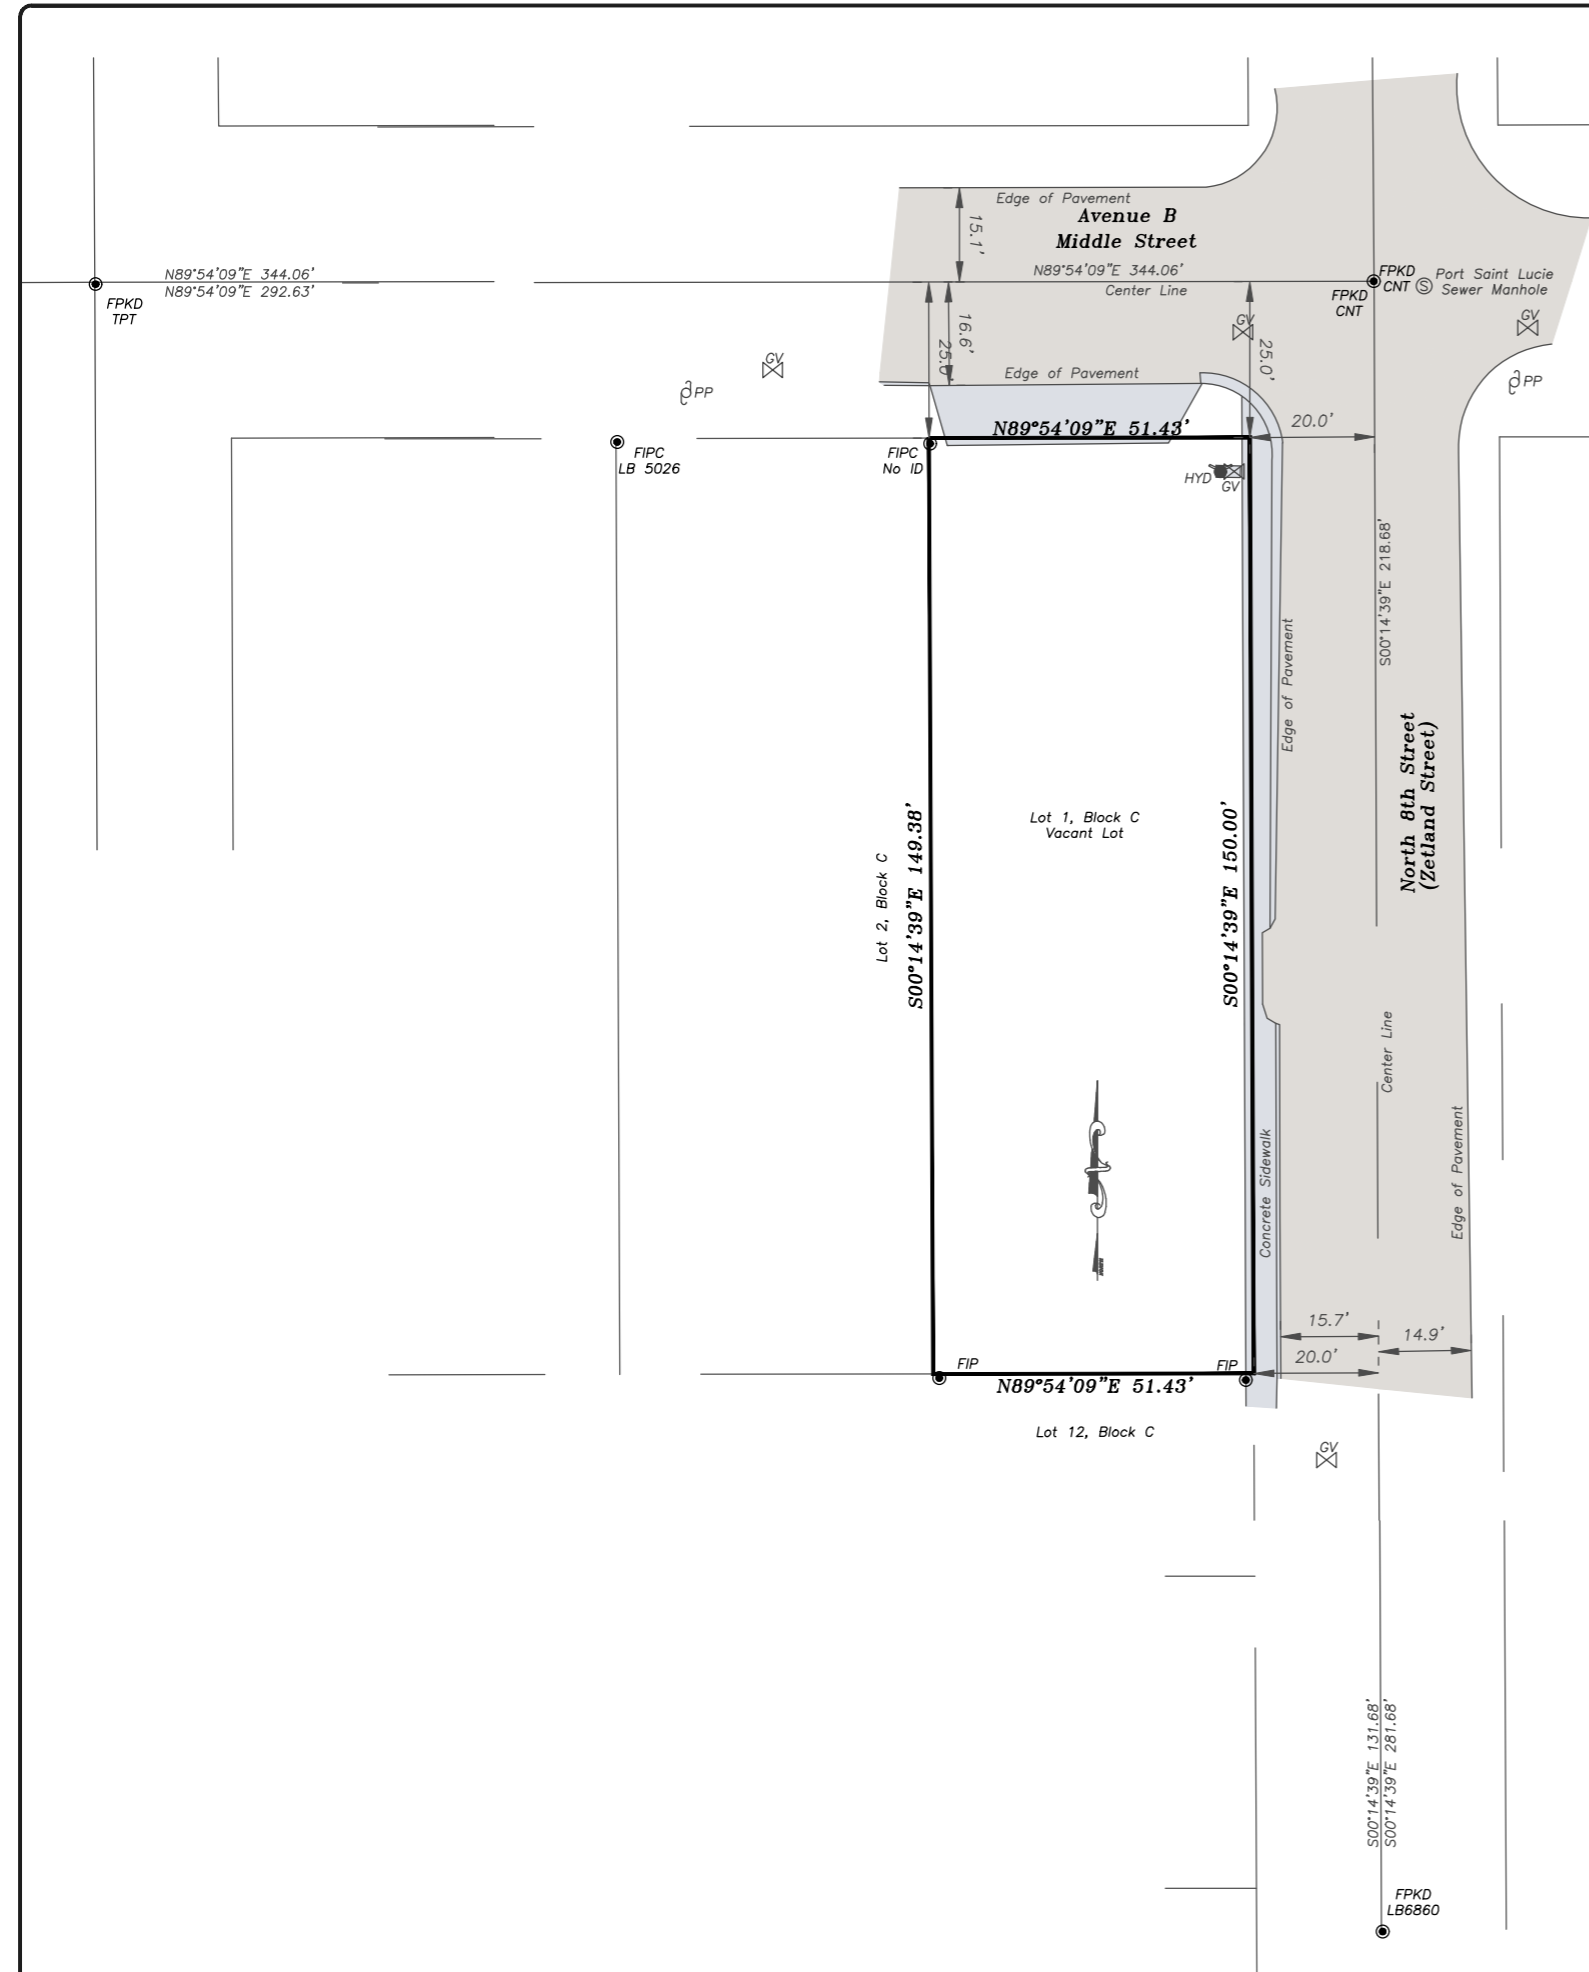 Edge of Pavement
Avenue B
Middle Street
15.1'
N89°54'09"E 344.06'
N89°54'09"E 292.63'
FPKD
TPT
N89°54'09"E 344.06'
Center Line
FPKD
CNT
FPKD
CNT
S
Port Saint Lucie
Sewer Manhole
16.6'
25.0'
25.0'
GV
GV
GV
PP
PP
Edge of Pavement
20.0'
N89°54'09"E 51.43'
FIPC
LB 5026
FIPC
No ID
HYD
GV
S00°14'39"E 218.68'
Edge of Pavement
North 8th Street
(Zetland Street)
Lot 1, Block C
Vacant Lot
Lot 2, Block C
S00°14'39"E 149.38'
S00°14'39"E 150.00'
Center Line
Concrete Sidewalk
Edge of Pavement
15.7'
14.9'
20.0'
FIP
FIP
N89°54'09"E 51.43'
Lot 12, Block C
GV
S00°14'39"E 131.68'
S00°14'39"E 281.68'
FPKD
LB6860